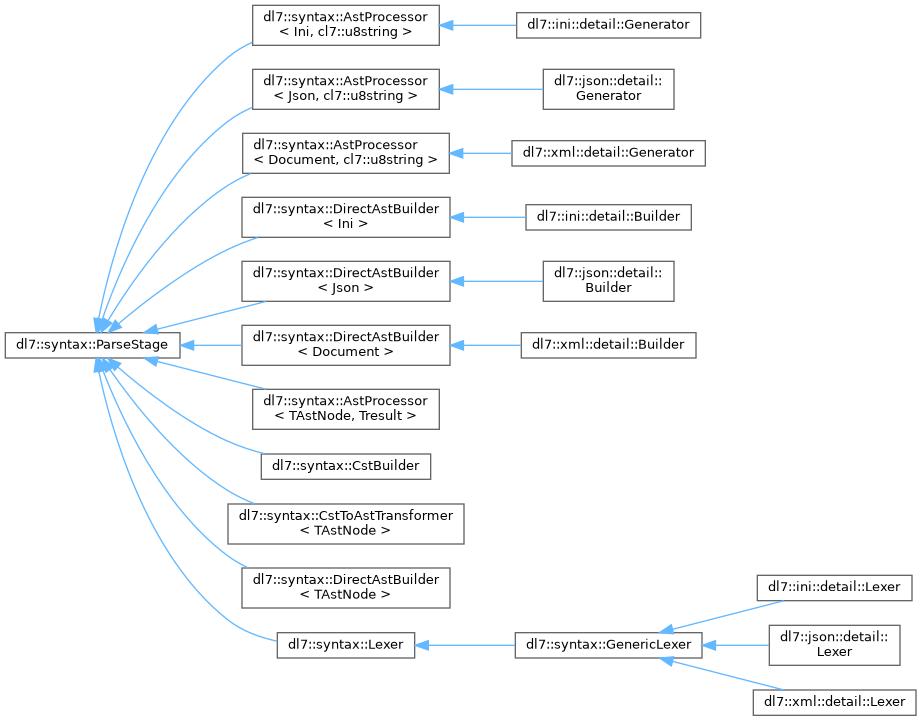 dl7::syntax::AstProcessor
< Ini, cl7::u8string >
dl7::ini::detail::Generator
dl7::syntax::AstProcessor
< Json, cl7::u8string >
dl7::json::detail::
Generator
dl7::syntax::AstProcessor
< Document, cl7::u8string >
dl7::xml::detail::Generator
dl7::syntax::DirectAstBuilder
< Ini >
dl7::ini::detail::Builder
dl7::syntax::DirectAstBuilder
< Json >
dl7::json::detail::
Builder
dl7::syntax::ParseStage
dl7::syntax::DirectAstBuilder
< Document >
dl7::xml::detail::Builder
dl7::syntax::AstProcessor
< TAstNode, Tresult >
dl7::syntax::CstBuilder
dl7::syntax::CstToAstTransformer
< TAstNode >
dl7::syntax::DirectAstBuilder
< TAstNode >
dl7::syntax::Lexer
dl7::syntax::GenericLexer
dl7::ini::detail::Lexer
dl7::json::detail::
Lexer
dl7::xml::detail::Lexer